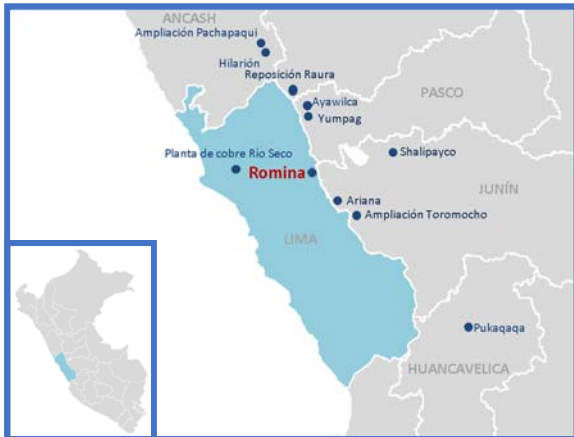 ANCASH
Ampliación Pachapaqui
Hilarión
Reposición Raura
Ayawilca
PASCO
Yumpag
Planta de cobre Río Seco
Shalipayco
Romina
JUNÍN
Ariana
Ampliación Toromocho
LIMA
Pukaqaqa
HUANCAVELICA